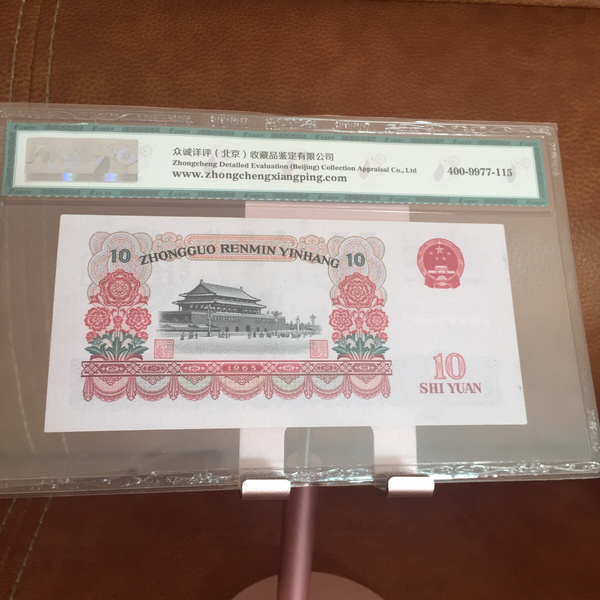 众诚详评（北京）收藏品鉴定有限公司
Zhongcheng Detailed Evaluation (Beijing) Collection Appraisal Co., Ltd
www.zhongchengxiangping.com
400-9977-115
10 ZHONGGUO RENMIN YINHANG 10
1965
10
SHI YUAN